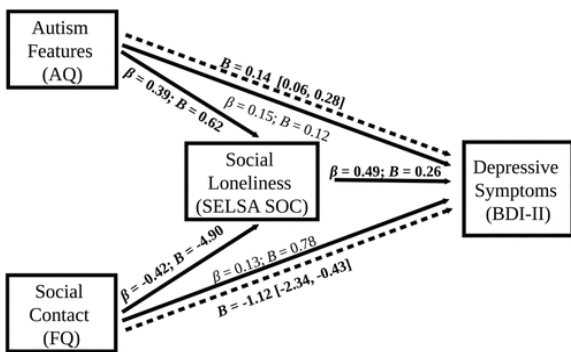 Autism
Features
(AQ)
B = 0.14 [0.06, 0.28]
β = 0.15; B = 0.12
β = 0.39; B = 0.62
Social
Loneliness
(SELSA SOC)
β = 0.49; B = 0.26
Depressive
Symptoms
(BDI-II)
β = -0.42; B = -4.90
β = 0.13; B = 0.78
B = -1.12 [-2.34, -0.43]
Social
Contact
(FQ)